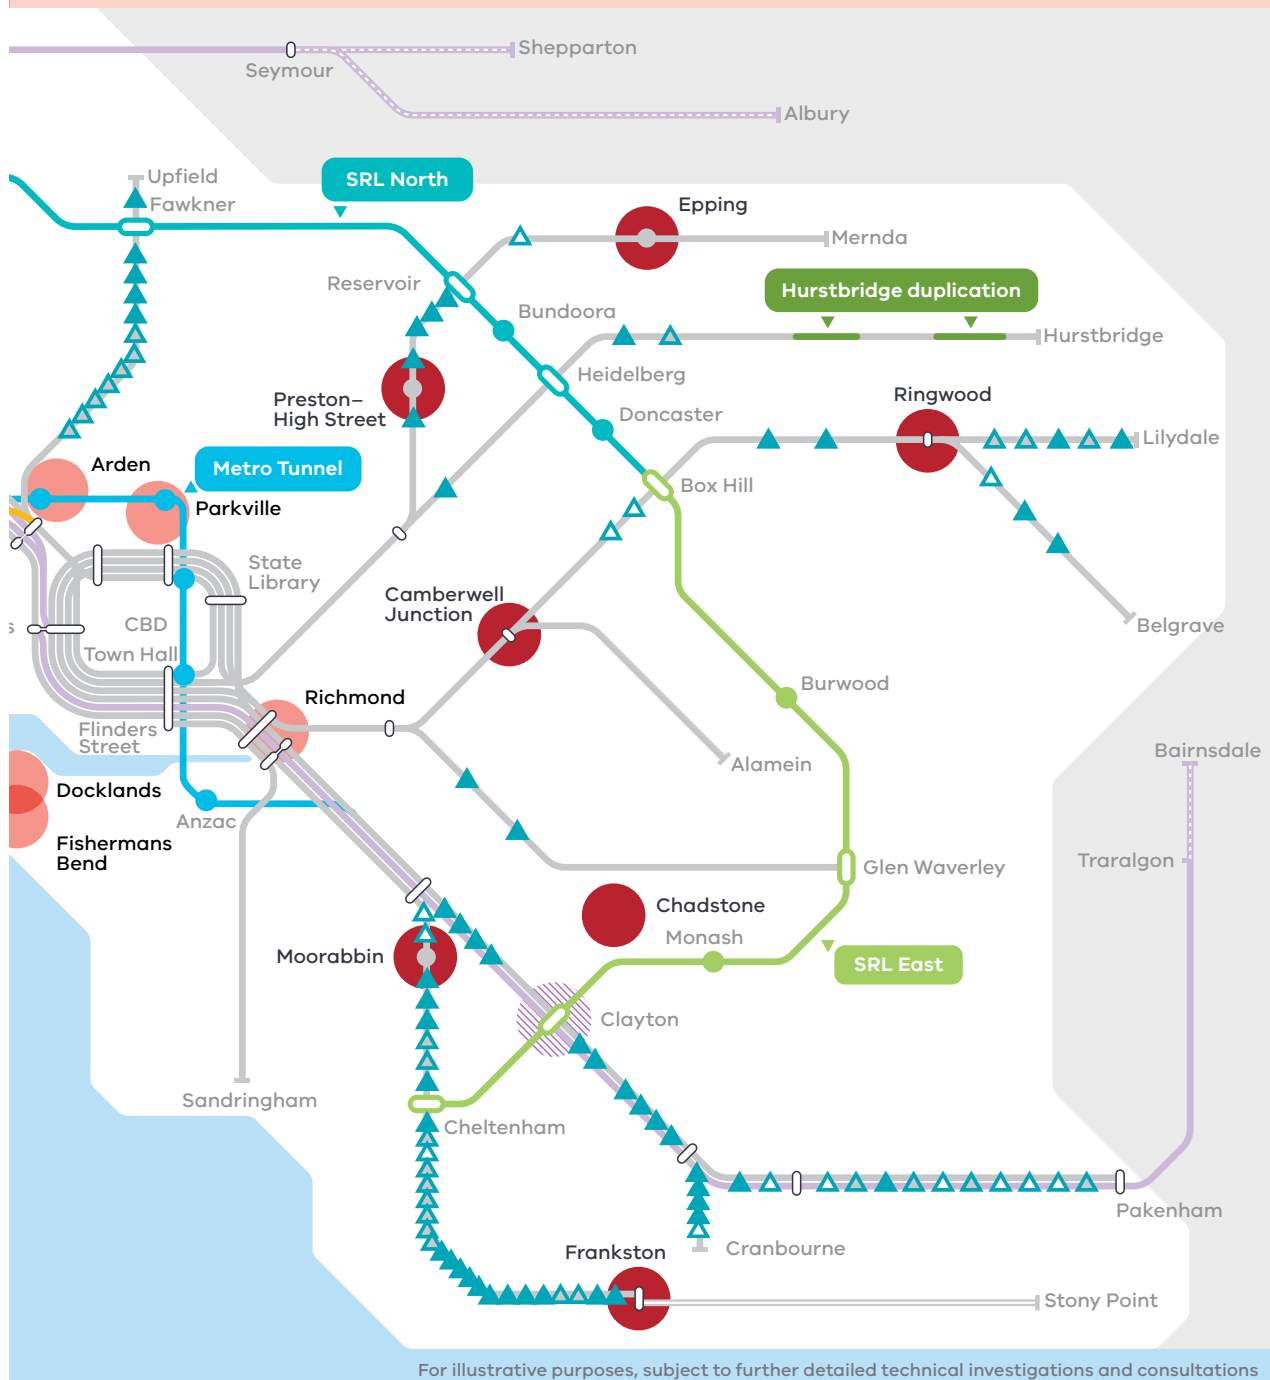 Shepparton
Seymour
Albury
Upfield
Fawkner
SRL North
Epping
Mernda
Reservoir
Hurstbridge duplication
Bundoora
Hurstbridge
Heidelberg
Preston–
High Street
Ringwood
Doncaster
Lilydale
Arden
Metro Tunnel
Box Hill
Parkville
State
Library
Camberwell
Junction
CBD
s
Belgrave
Town Hall
Burwood
Richmond
Flinders
Street
Bairnsdale
Alamein
Docklands
Anzac
Fishermans
Bend
Traralgon
Glen Waverley
Chadstone
Monash
Moorabbin
SRL East
Clayton
Sandringham
Cheltenham
Pakenham
Cranbourne
Frankston
Stony Point
For illustrative purposes, subject to further detailed technical investigations and consultations